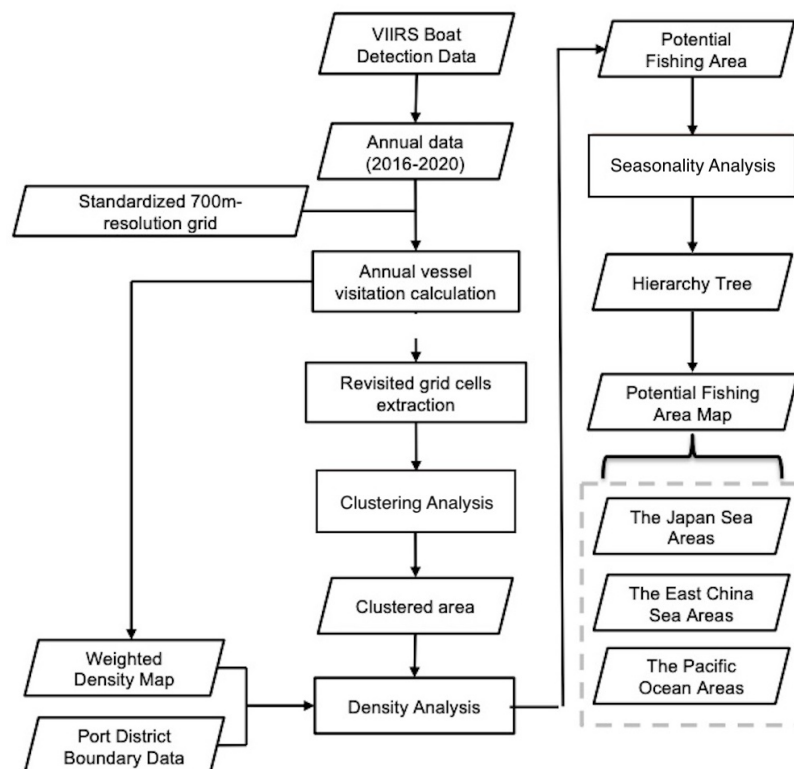 VIIRS Boat
Detection Data
Annual data
(2016-2020)
Standardized 700m-
resolution grid
Annual vessel
visitation calculation
Revisited grid cells
extraction
Clustering Analysis
Clustered area
Weighted
Density Map
Density Analysis
Port District
Boundary Data
Potential
Fishing Area
Seasonality Analysis
Hierarchy Tree
Potential Fishing
Area Map
The Japan Sea
Areas
The East China
Sea Areas
The Pacific
Ocean Areas